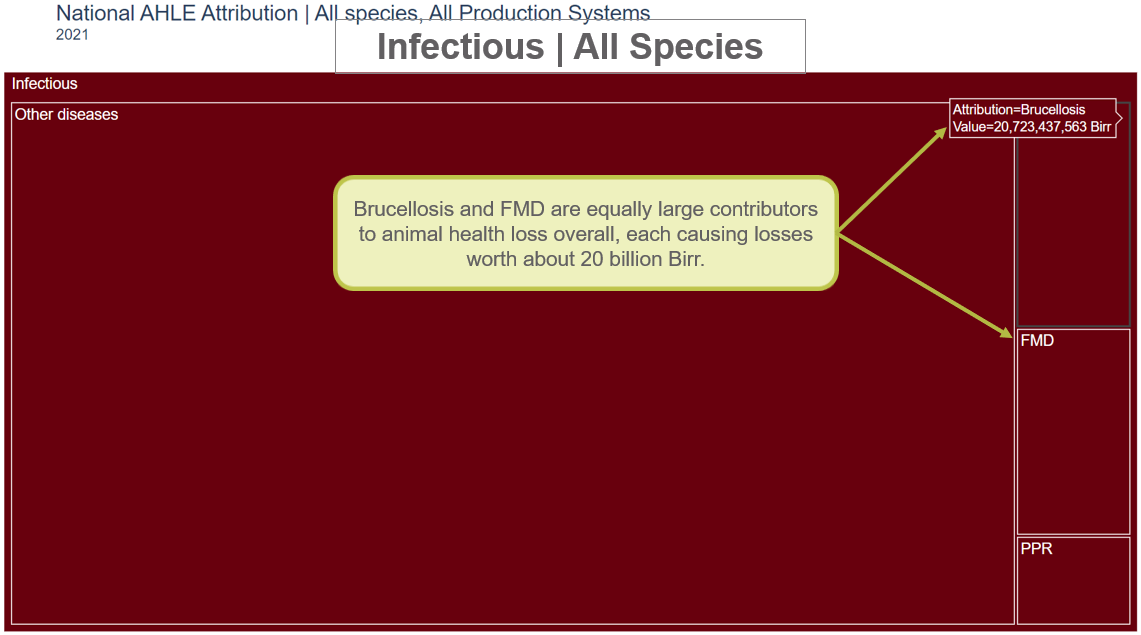 National AHLE Attribution | All species, All Production Systems
2021
Infectious | All Species
Infectious
Other diseases
Attribution=Brucellosis
Value=20,723,437,563 Birr
Brucellosis and FMD are equally large contributors
to animal health loss overall, each causing losses
worth about 20 billion Birr.
FMD
PPR